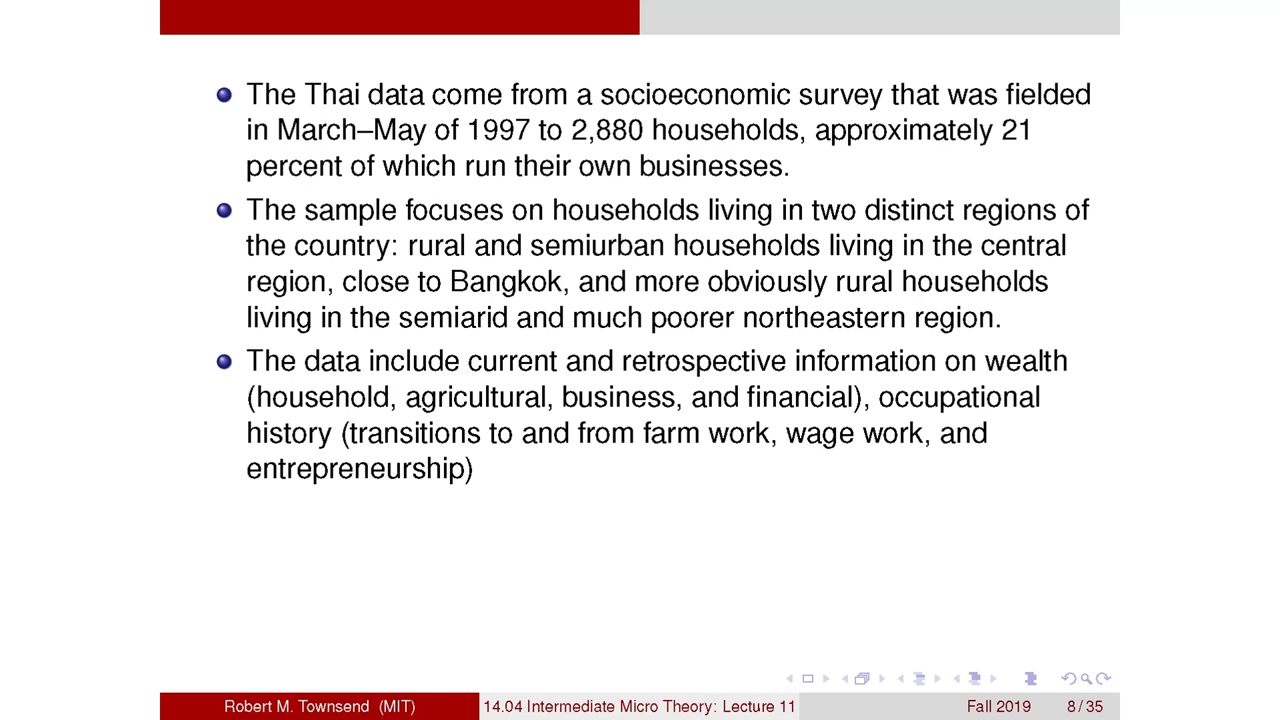 The Thai data come from a socioeconomic survey that was fielded
in March–May of 1997 to 2,880 households, approximately 21
percent of which run their own businesses.
The sample focuses on households living in two distinct regions of
the country: rural and semiurban households living in the central
region, close to Bangkok, and more obviously rural households
living in the semiarid and much poorer northeastern region.
The data include current and retrospective information on wealth
(household, agricultural, business, and financial), occupational
history (transitions to and from farm work, wage work, and
entrepreneurship)
Robert M. Townsend (MIT) 14.04 Intermediate Micro Theory: Lecture 11 Fall 2019 8 / 35